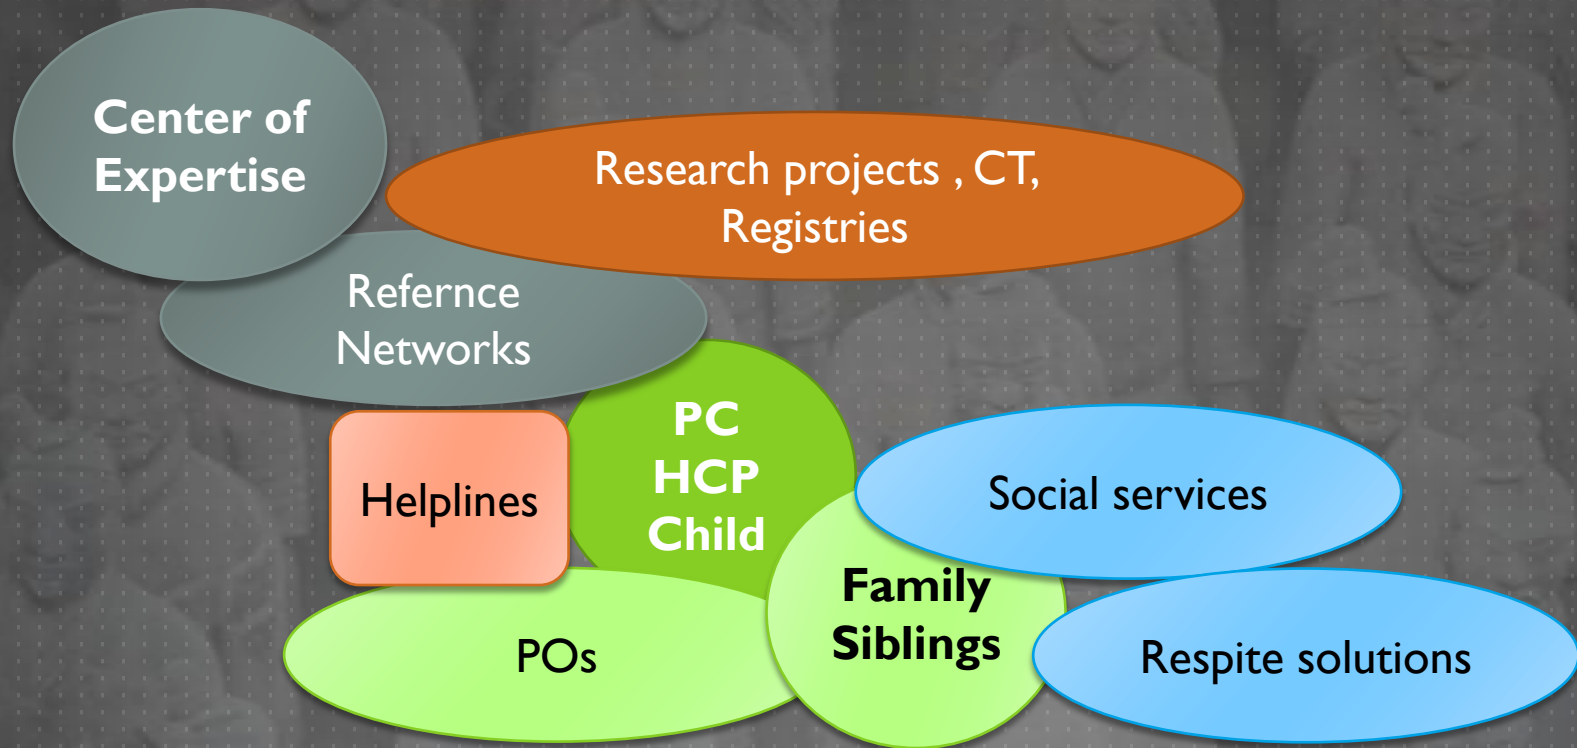 Center of
Expertise
Research projects , CT,
Registries
Refernce
Networks
PC
HCP
Child
Helplines
Social services
Family
Siblings
POs
Respite solutions